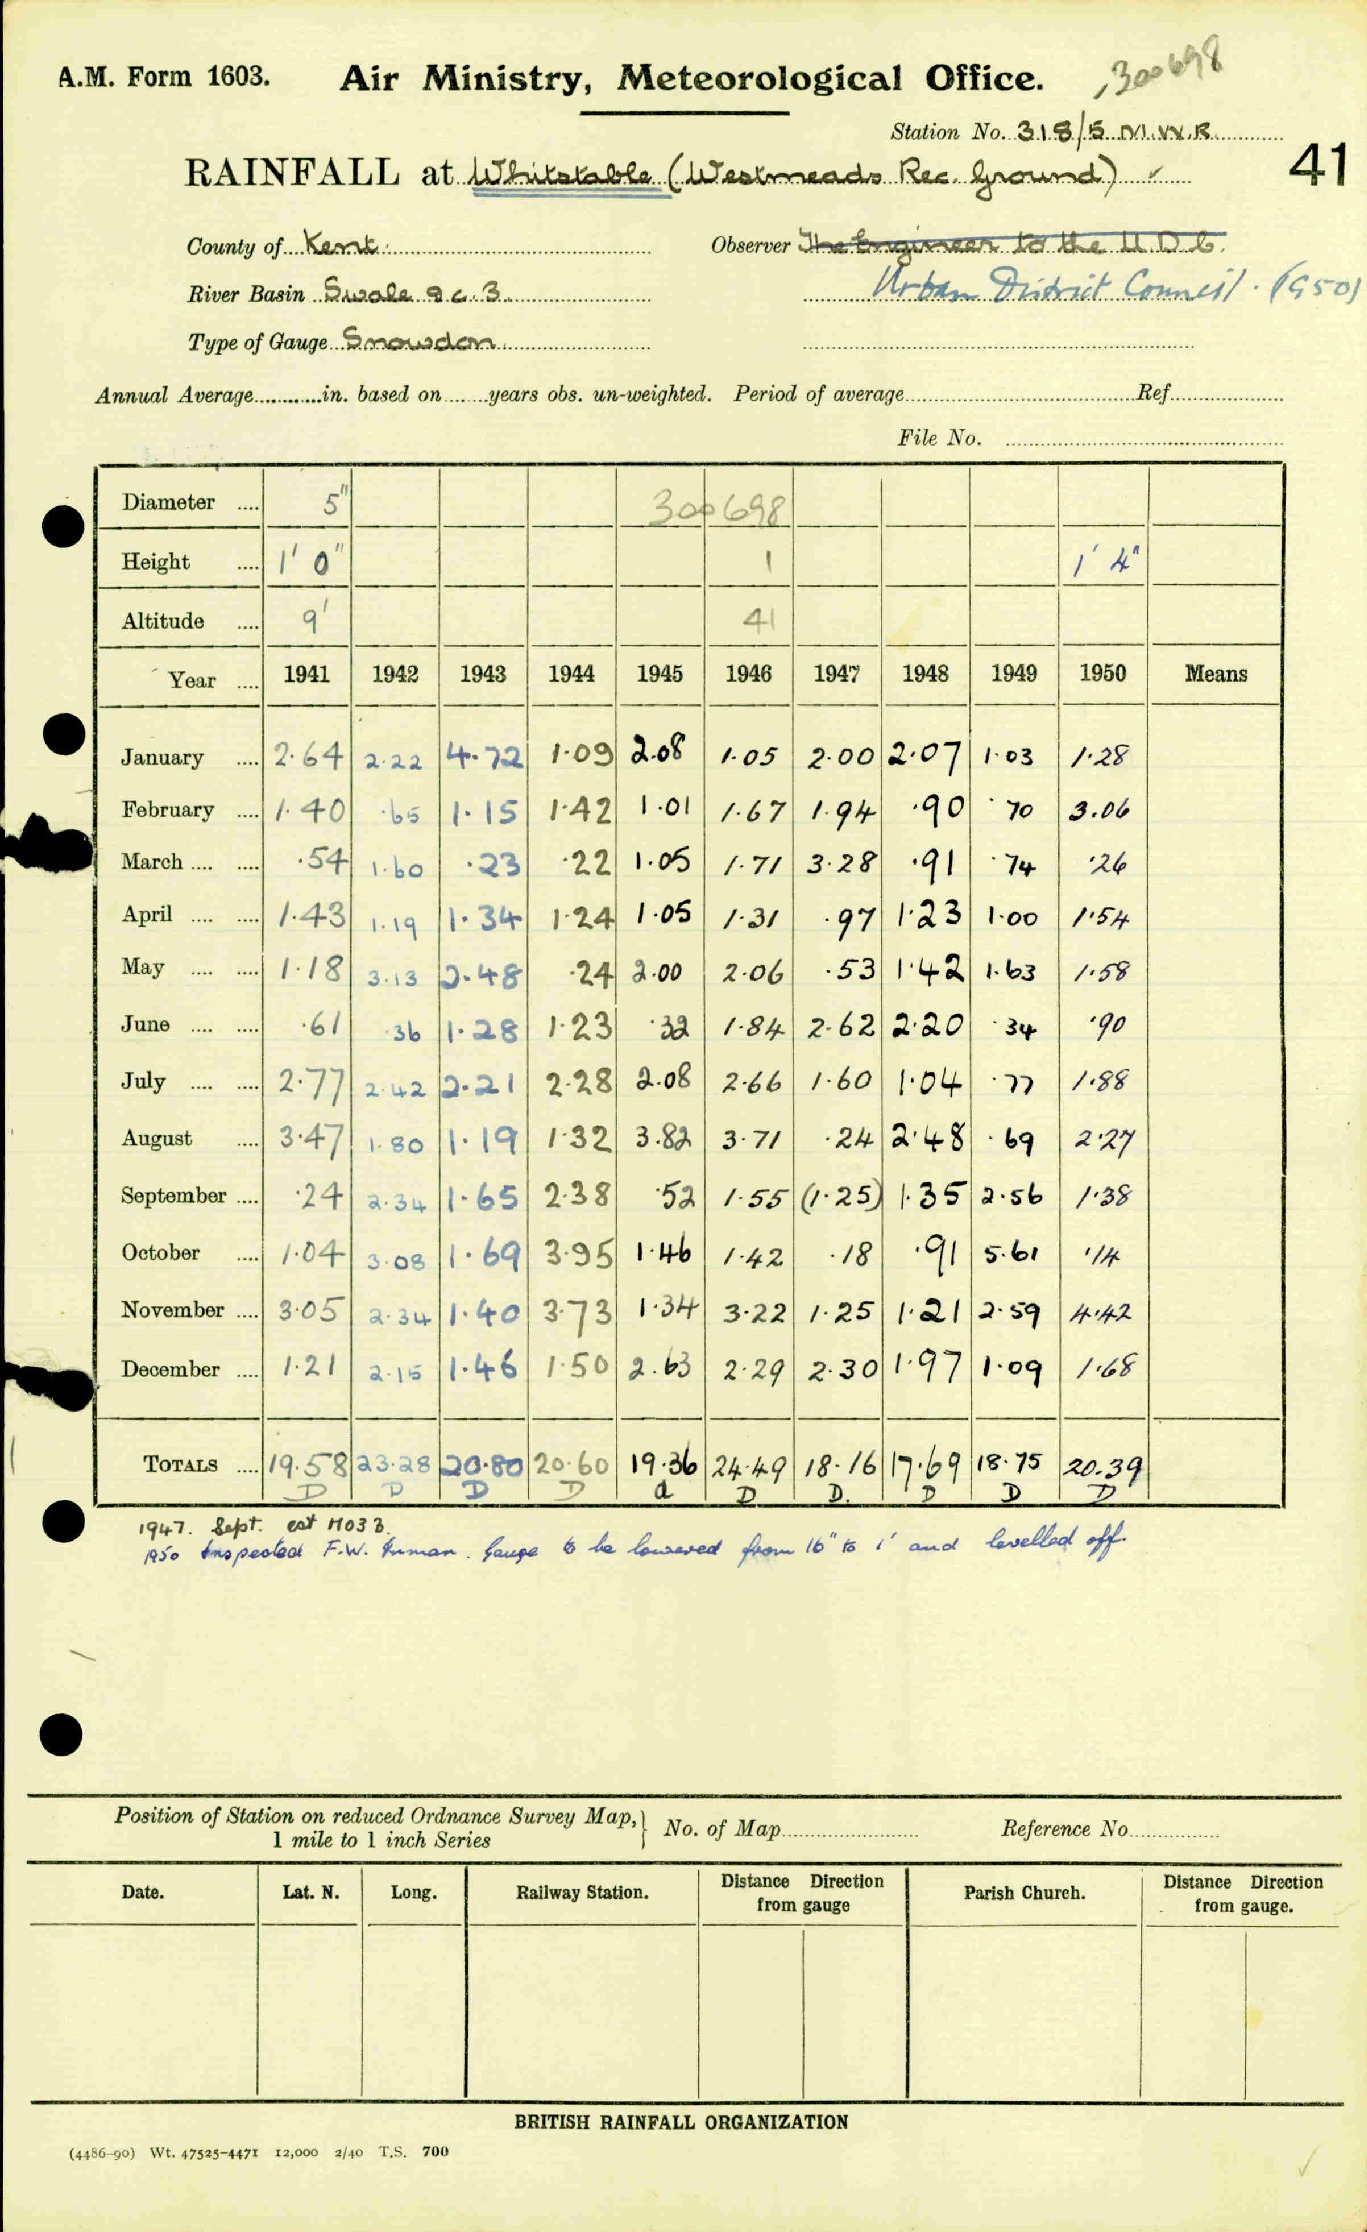 A.M. Form 1603. Air Ministry, Meteorological Office. 300698
Station No. 318/5 M.W.R.
RAINFALL at Whitstable (Westmeads Rec. Ground) ✓ 41
County of Kent. Observer The Engineer to the U.D.C.
River Basin Swale & c. 3. Urban District Council. (1950)
Type of Gauge Snowdon.
Annual Average............in. based on.......years obs. un-weighted. Period of average............Ref............
File No. ............
Diameter .... 5" 300698
Height .... 1' 0" 1 1' 4"
Altitude .... 9' 41
Year .... 1941 1942 1943 1944 1945 1946 1947 1948 1949 1950 Means
January .... 2.64 2.22 4.72 1.09 2.08 1.05 2.00 2.07 1.03 1.28
February .... 1.40 .65 1.15 1.42 1.01 1.67 1.94 .90 .70 3.06
March .... .... .54 1.60 .23 .22 1.05 1.71 3.28 .91 .74 .26
April .... .... 1.43 1.19 1.34 1.24 1.05 1.31 .97 1.23 1.00 1.54
May .... .... 1.18 3.13 2.48 .24 2.00 2.06 .53 1.42 1.63 1.58
June .... .... .61 .36 1.28 1.23 .32 1.84 2.62 2.20 .34 .90
July .... .... 2.77 2.42 2.21 2.28 2.08 2.66 1.60 1.04 .77 1.88
August .... 3.47 1.80 1.19 1.32 3.82 3.71 .24 2.48 .69 2.27
September .... .24 2.34 1.65 2.38 .52 1.55 (1.25) 1.35 2.56 1.38
October .... 1.04 3.08 1.69 3.95 1.46 1.42 .18 .91 5.61 .14
November .... 3.05 2.34 1.40 3.73 1.34 3.22 1.25 1.21 2.59 4.42
December .... 1.21 2.15 1.46 1.50 2.63 2.29 2.30 1.97 1.09 1.68
TOTALS .... 19.58 23.28 20.80 20.60 19.36 24.49 18.16 17.69 18.75 20.39
D D D D d D D. D D D
1947. Sept. est M03B.
1950 Inspected F.W. Inman. Gauge to be lowered from 16" to 1' and levelled off.
Position of Station on reduced Ordnance Survey Map,
1 mile to 1 inch Series } No. of Map............ Reference No............
Date. Lat. N. Long. Railway Station. Distance from gauge Direction Parish Church. Distance Direction from gauge.
BRITISH RAINFALL ORGANIZATION
(4486-90) Wt. 47525-4471 12,000 2/40 T.S. 700